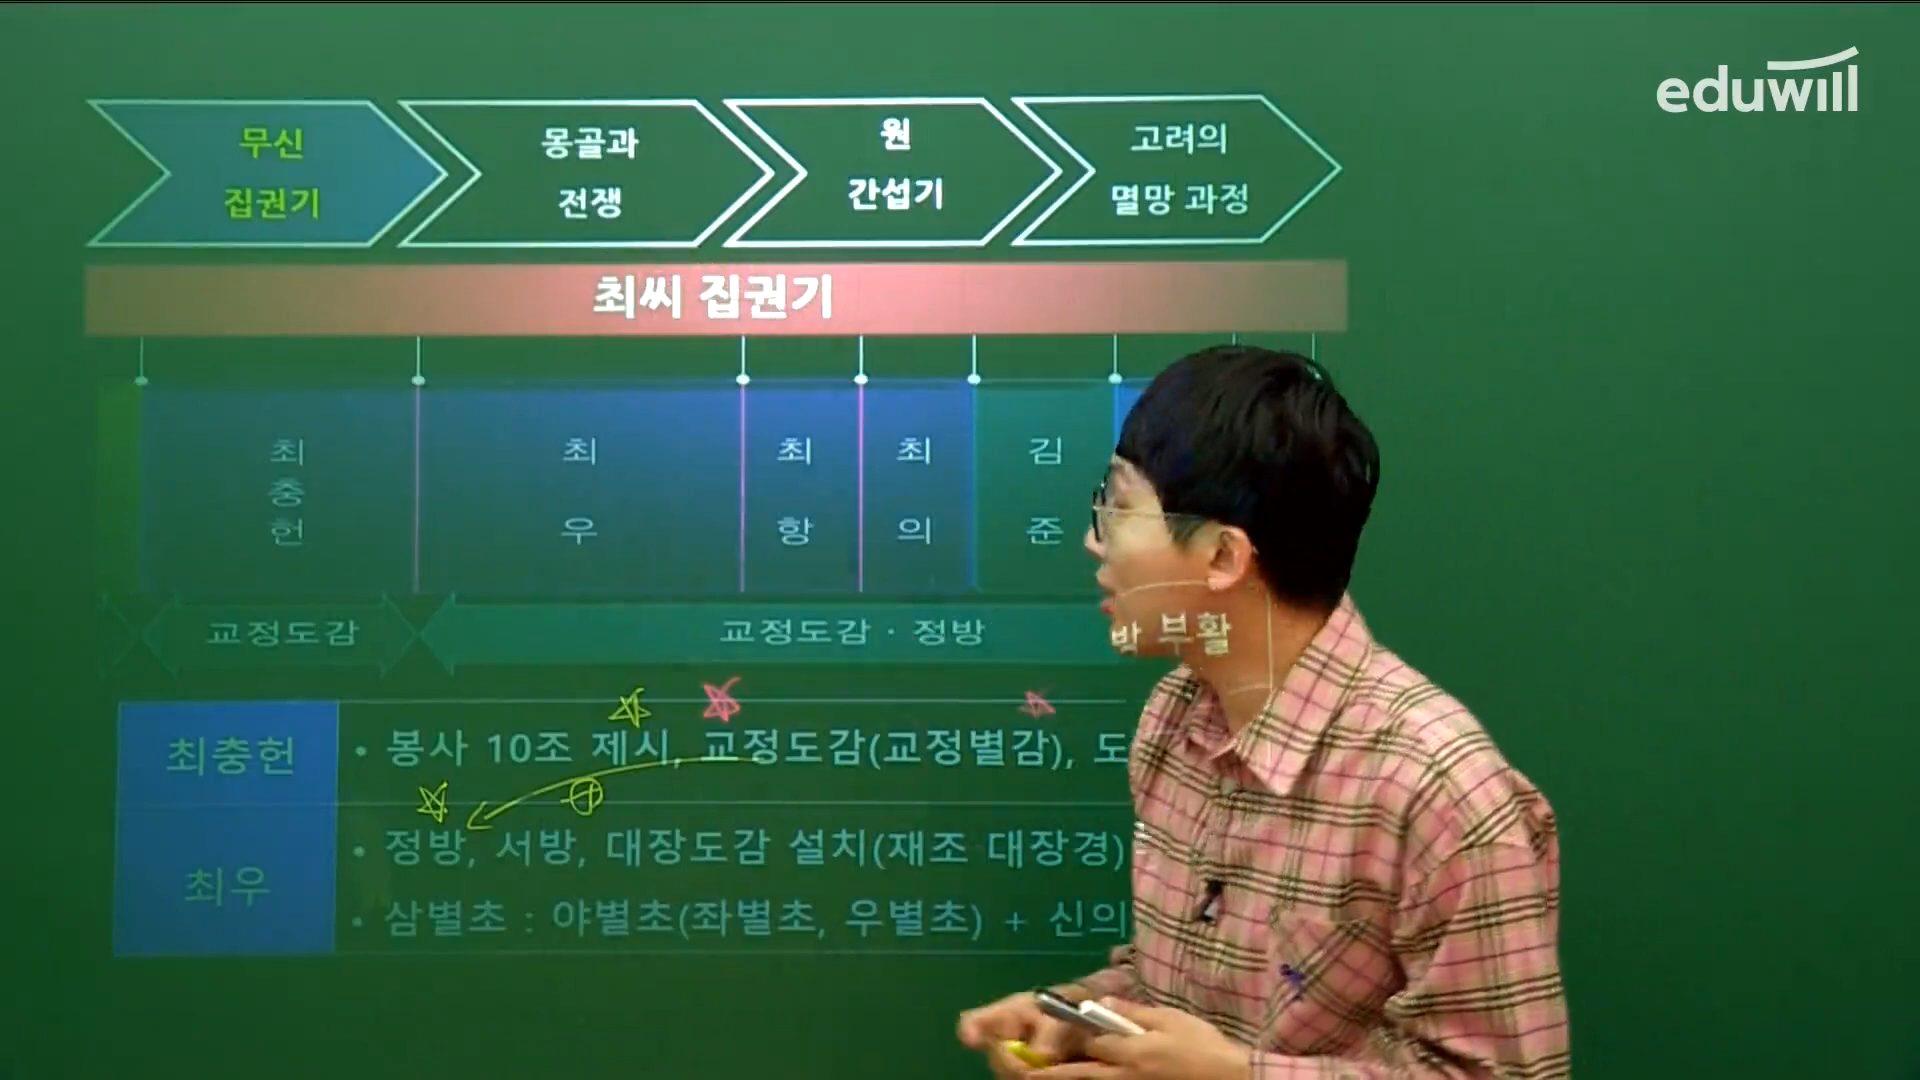 eduwill
무신
집권기
몽골과
전쟁
원
간섭기
고려의
멸망 과정
최씨 집권기
최충헌
최우
최항
최의
김준
교정도감
교정도감 · 정방
부활
최충헌
• 봉사 10조 제시, 교정도감(교정별감), 도
최우
• 정방, 서방, 대장도감 설치(재조 대장경)
• 삼별초 : 야별초(좌별초, 우별초) + 신의